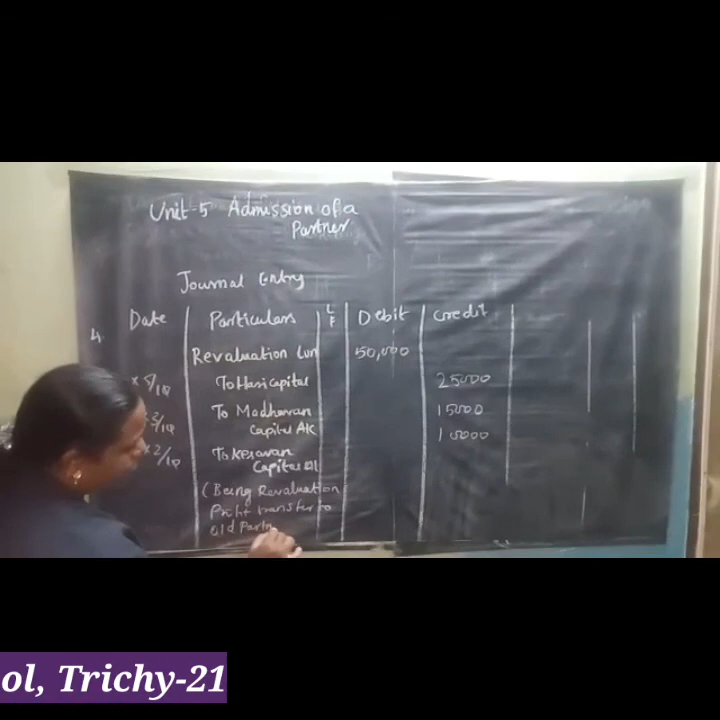 Unit-5 Admission of a
Partner
Journal Entry
4. Date Particulars LF Debit Credit
Revaluation 50,000
To Hari capital 25000
To Madhavan 15000
Capital A/c 10000
To Kesavan
Capital
(Being Revaluation
Profit transfer to
Old Partn
ol, Trichy-21